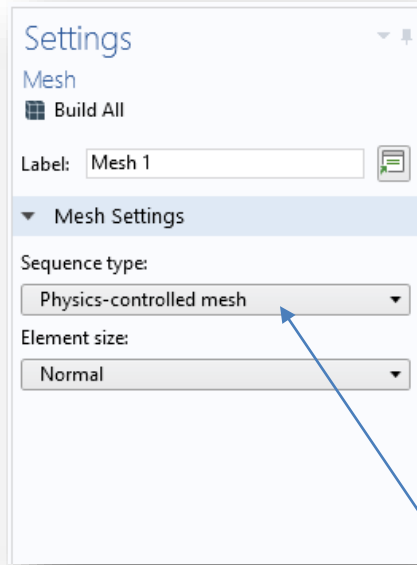 Settings
Mesh
Build All
Label: Mesh 1
Mesh Settings
Sequence type:
Physics-controlled mesh
Element size:
Normal